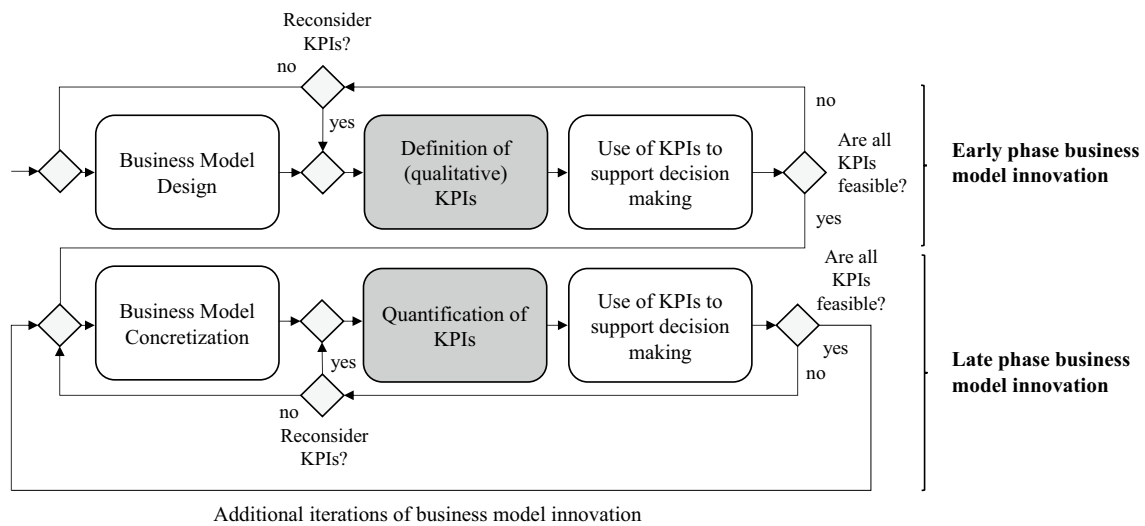 Reconsider
KPIs?
no
yes
no
Business Model
Design
Definition of
(qualitative)
KPIs
Use of KPIs to
support decision
making
Are all
KPIs
feasible?
yes
Early phase business
model innovation
Business Model
Concretization
Quantification of
KPIs
Use of KPIs to
support decision
making
Are all
KPIs
feasible?
yes
no
yes
no
Reconsider
KPIs?
Late phase business
model innovation
Additional iterations of business model innovation